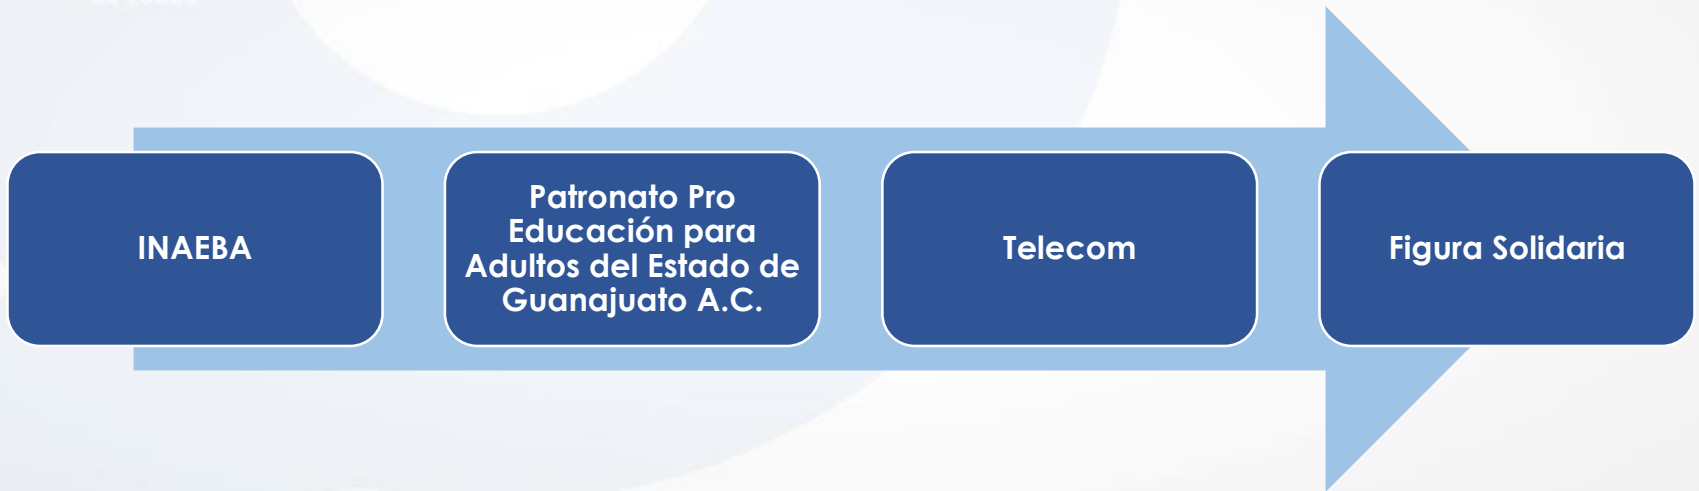 INAEBA
Patronato Pro
Educación para
Adultos del Estado de
Guanajuato A.C.
Telecom
Figura Solidaria